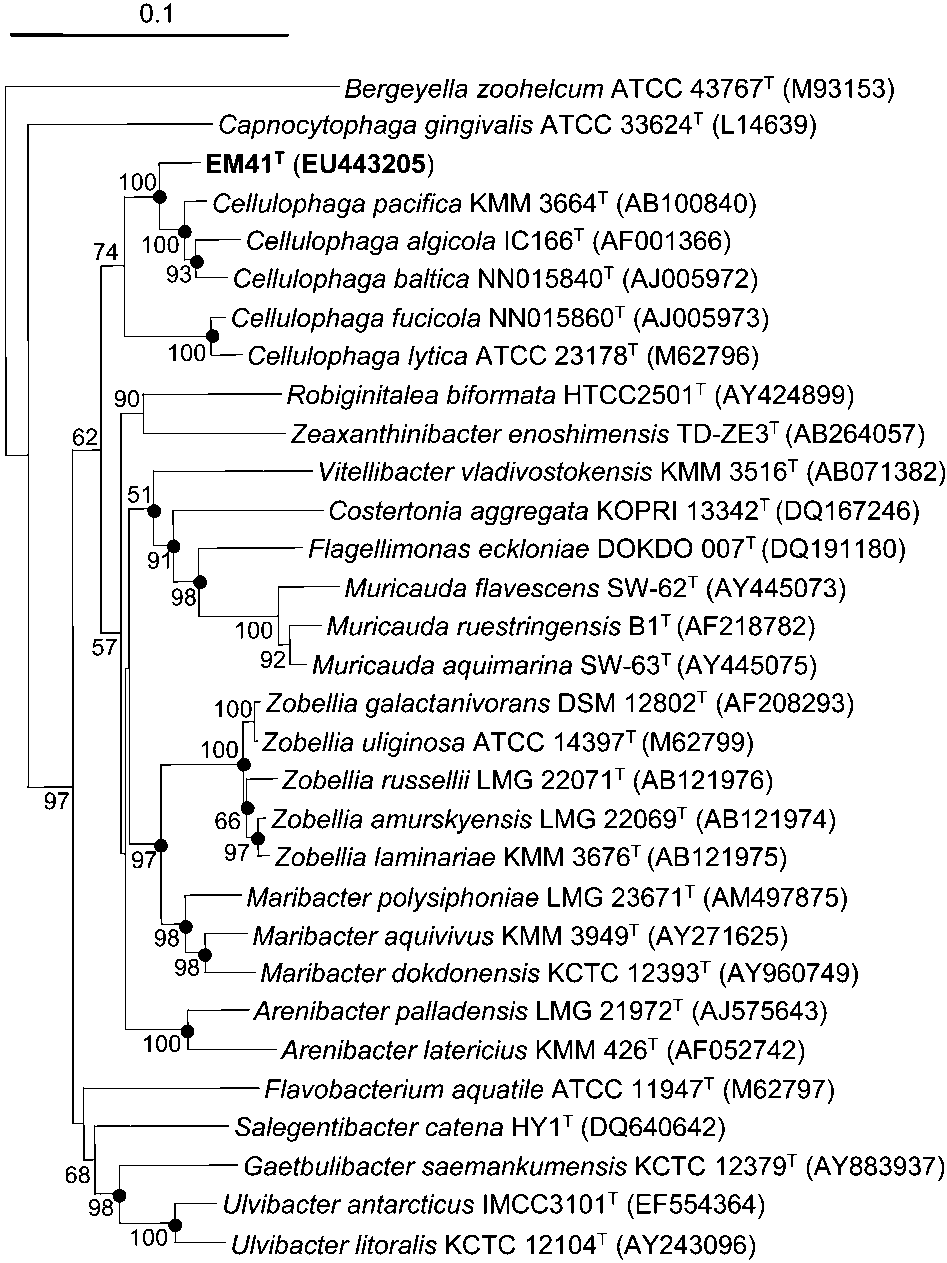 0.1
Bergeyella zoohelcum ATCC 43767ᵀ (M93153)
Capnocytophaga gingivalis ATCC 33624ᵀ (L14639)
EM41ᵀ (EU443205)
100
Cellulophaga pacifica KMM 3664ᵀ (AB100840)
100
Cellulophaga algicola IC166ᵀ (AF001366)
74
93
Cellulophaga baltica NN015840ᵀ (AJ005972)
Cellulophaga fucicola NN015860ᵀ (AJ005973)
100
Cellulophaga lytica ATCC 23178ᵀ (M62796)
Robiginitalea biformata HTCC2501ᵀ (AY424899)
90
62
Zeaxanthinibacter enoshimensis TD-ZE3ᵀ (AB264057)
Vitellibacter vladivostokensis KMM 3516ᵀ (AB071382)
51
Costertonia aggregata KOPRI 13342ᵀ (DQ167246)
91
Flagellimonas eckloniae DOKDO 007ᵀ (DQ191180)
98
Muricauda flavescens SW-62ᵀ (AY445073)
100
Muricauda ruestringensis B1ᵀ (AF218782)
57
92
Muricauda aquimarina SW-63ᵀ (AY445075)
100
Zobellia galactanivorans DSM 12802ᵀ (AF208293)
100
Zobellia uliginosa ATCC 14397ᵀ (M62799)
Zobellia russellii LMG 22071ᵀ (AB121976)
97
66
Zobellia amurskyensis LMG 22069ᵀ (AB121974)
97
97
Zobellia laminariae KMM 3676ᵀ (AB121975)
Maribacter polysiphoniae LMG 23671ᵀ (AM497875)
98
Maribacter aquivivus KMM 3949ᵀ (AY271625)
98
Maribacter dokdonensis KCTC 12393ᵀ (AY960749)
Arenibacter palladensis LMG 21972ᵀ (AJ575643)
100
Arenibacter latericius KMM 426ᵀ (AF052742)
Flavobacterium aquatile ATCC 11947ᵀ (M62797)
Salegentibacter catena HY1ᵀ (DQ640642)
68
Gaetbulibacter saemankumensis KCTC 12379ᵀ (AY883937)
98
Ulvibacter antarcticus IMCC3101ᵀ (EF554364)
100
Ulvibacter litoralis KCTC 12104ᵀ (AY243096)